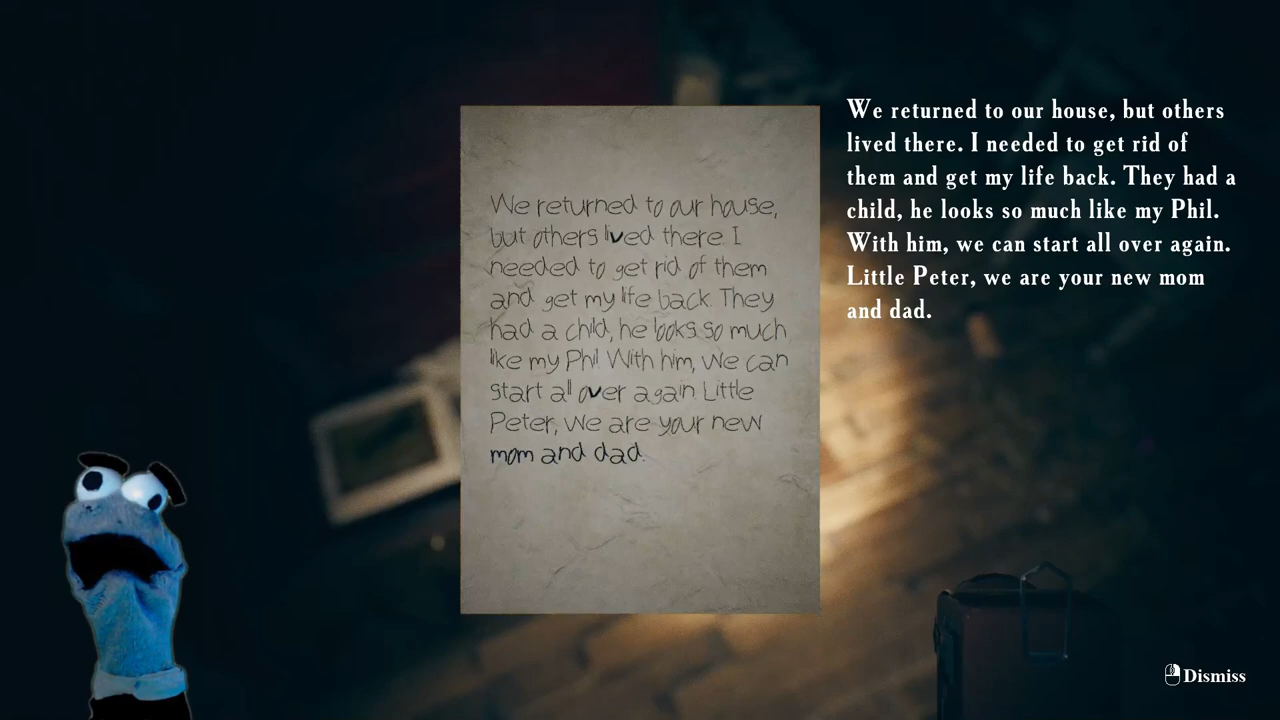 We returned to our house,
but others lived there. I
needed to get rid of them
and get my life back. They
had a child, he looks so much
like my Phil. With him, we can
start all over again. Little
Peter, we are your new
mom and dad.
We returned to our house, but others
lived there. I needed to get rid of
them and get my life back. They had a
child, he looks so much like my Phil.
With him, we can start all over again.
Little Peter, we are your new mom
and dad.
Dismiss